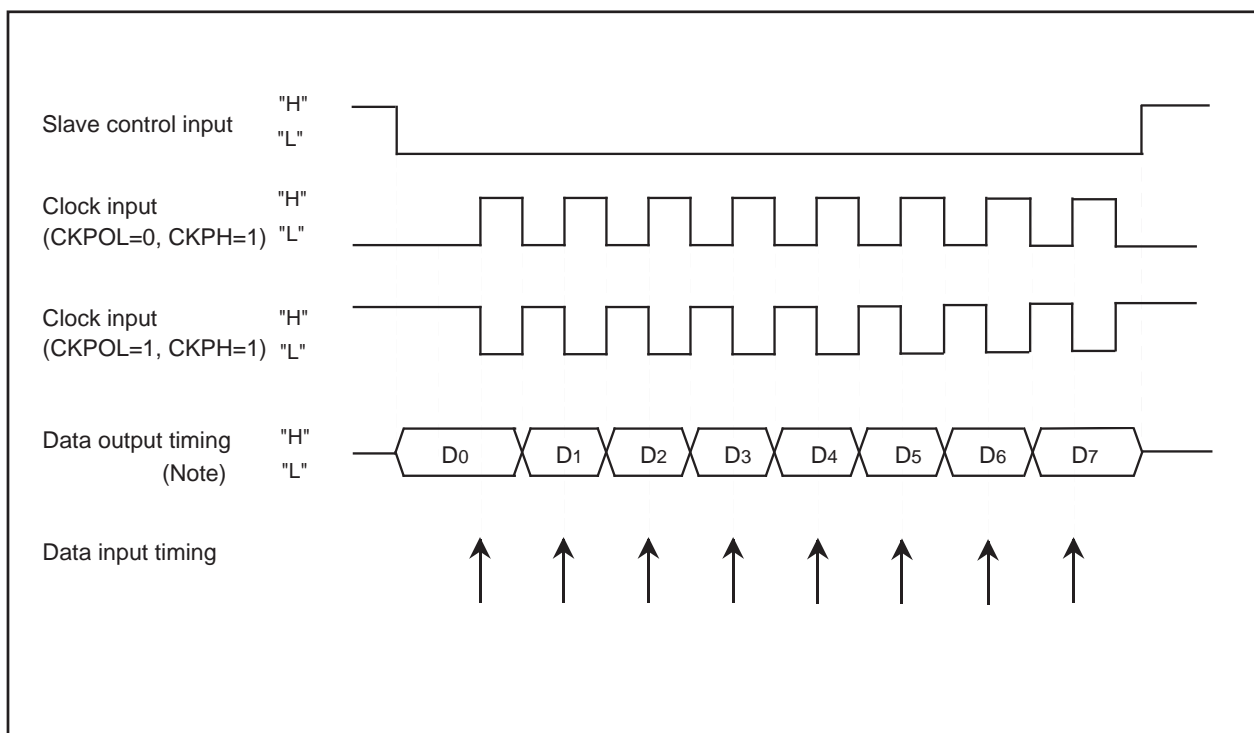 Slave control input
"H"
"L"
Clock input
(CKPOL=0, CKPH=1)
"H"
"L"
Clock input
(CKPOL=1, CKPH=1)
"H"
"L"
Data output timing
(Note)
"H"
"L"
D0 D1 D2 D3 D4 D5 D6 D7
Data input timing